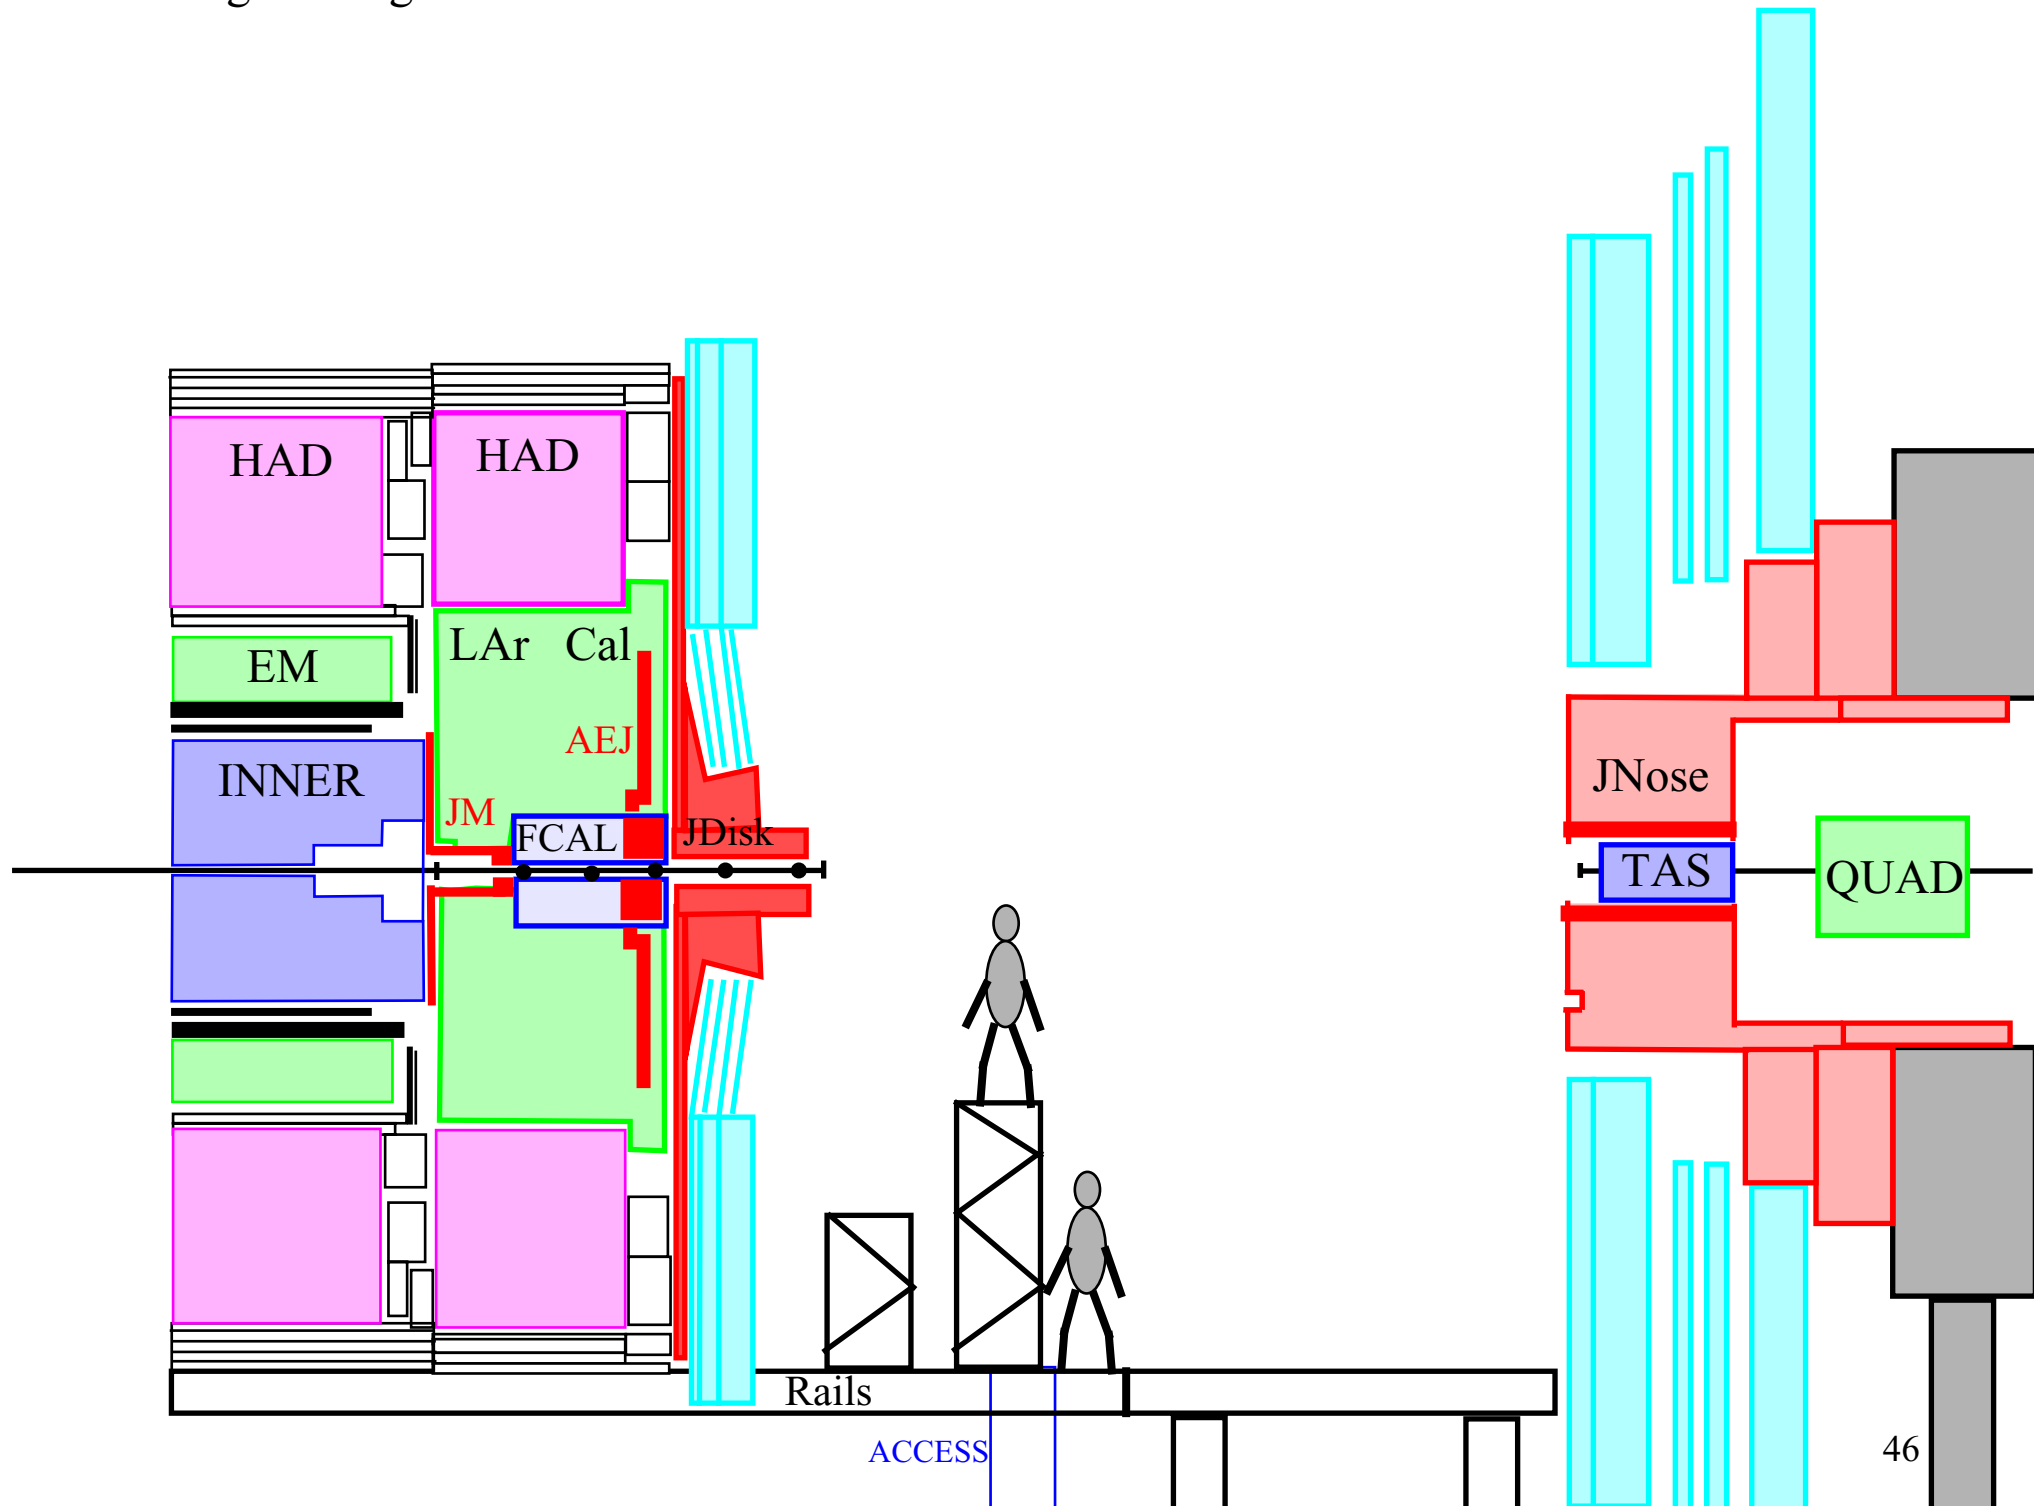 HAD HAD
LAr Cal
EM
AEJ
INNER
JNose
JM
FCAL
JDisk
TAS
QUAD
Rails
ACCESS
46